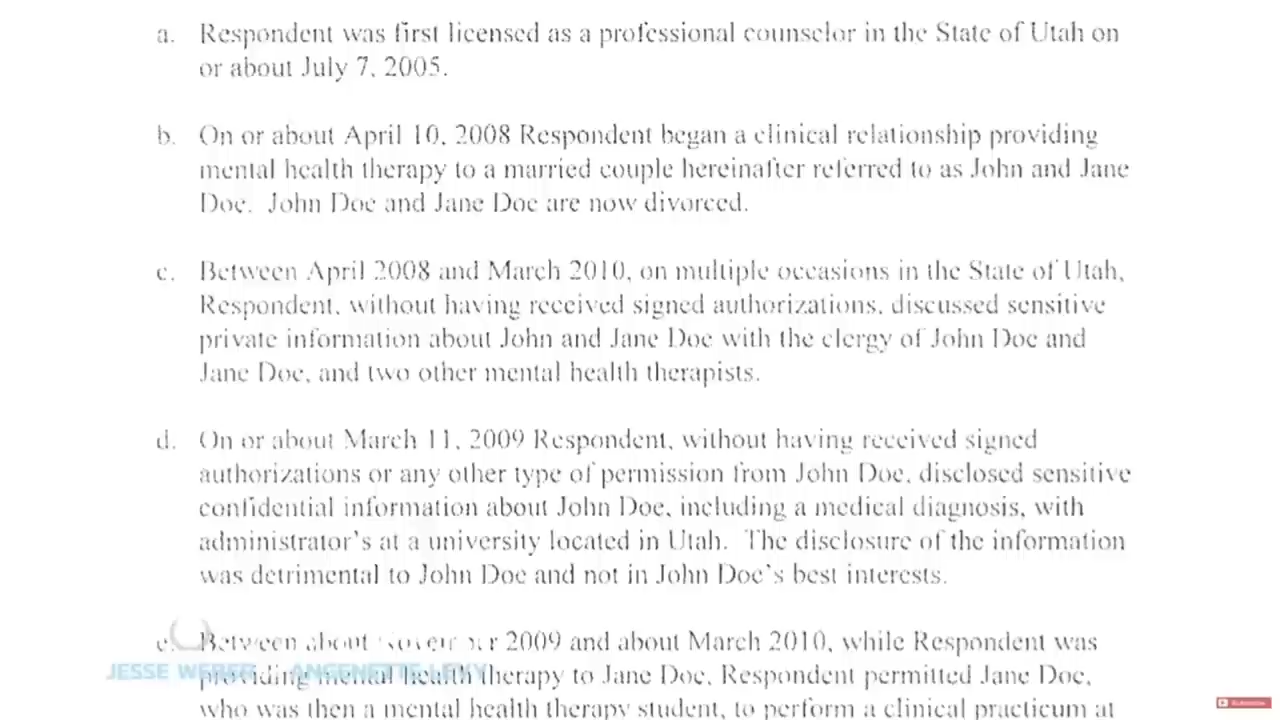 a. Respondent was first licensed as a professional counselor in the State of Utah on
or about July 7, 2005.
b. On or about April 10, 2008 Respondent began a clinical relationship providing
mental health therapy to a married couple hereinafter referred to as John and Jane
Doe. John Doe and Jane Doe are now divorced.
c. Between April 2008 and March 2010, on multiple occasions in the State of Utah,
Respondent, without having received signed authorizations, discussed sensitive
private information about John and Jane Doe with the clergy of John Doe and
Jane Doe, and two other mental health therapists.
d. On or about March 11, 2009 Respondent, without having received signed
authorizations or any other type of permission from John Doe, disclosed sensitive
confidential information about John Doe, including a medical diagnosis, with
administrator's at a university located in Utah. The disclosure of the information
was detrimental to John Doe and not in John Doe's best interests.
e. Between about November 2009 and about March 2010, while Respondent was
JESSE WEBER ANGENETTE LEVY
providing mental health therapy to Jane Doe, Respondent permitted Jane Doe,
who was then a mental health therapy student, to perform a clinical practicum at
Subscribe